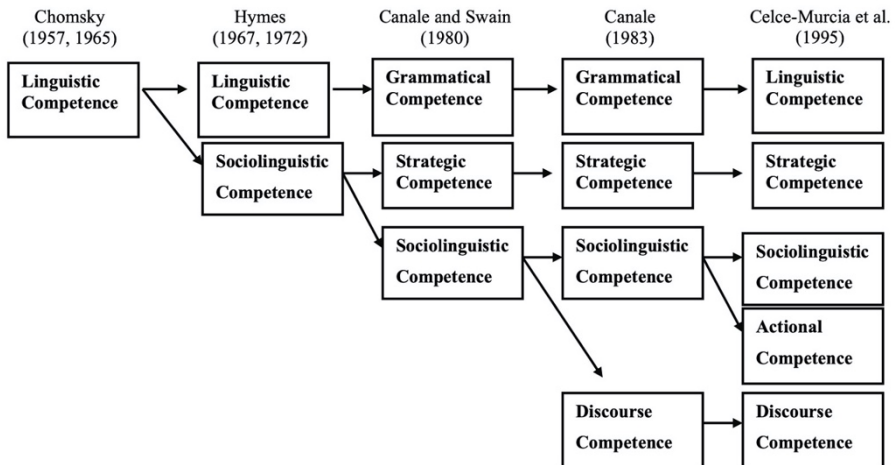 Chomsky
(1957, 1965)
Hymes
(1967, 1972)
Canale and Swain
(1980)
Canale
(1983)
Celce-Murcia et al.
(1995)
Linguistic
Competence
Linguistic
Competence
Grammatical
Competence
Grammatical
Competence
Linguistic
Competence
Sociolinguistic
Competence
Strategic
Competence
Strategic
Competence
Strategic
Competence
Sociolinguistic
Competence
Sociolinguistic
Competence
Sociolinguistic
Competence
Actional
Competence
Discourse
Competence
Discourse
Competence